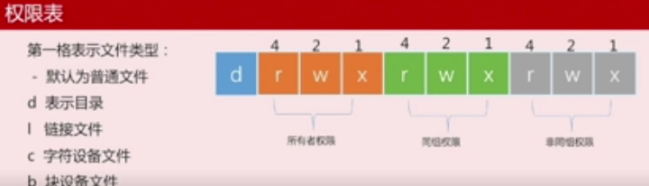 权限表
第一格表示文件类型：
- 默认为普通文件
d 表示目录
l 链接文件
c 字符设备文件
b 块设备文件
4 2 1 4 2 1 4 2 1
d r w x r w x r w x
所有者权限 同组权限 非同组权限